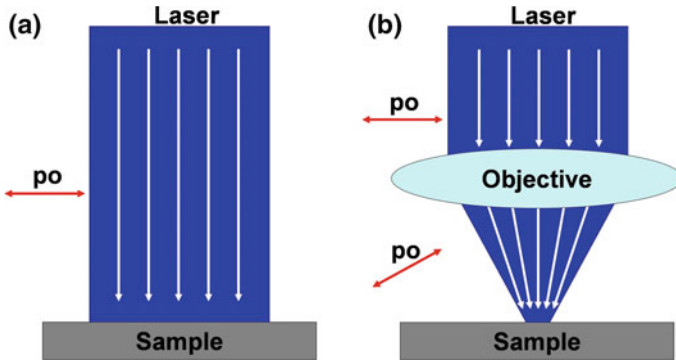 (a)
Laser
po
Sample
(b)
Laser
po
Objective
po
Sample